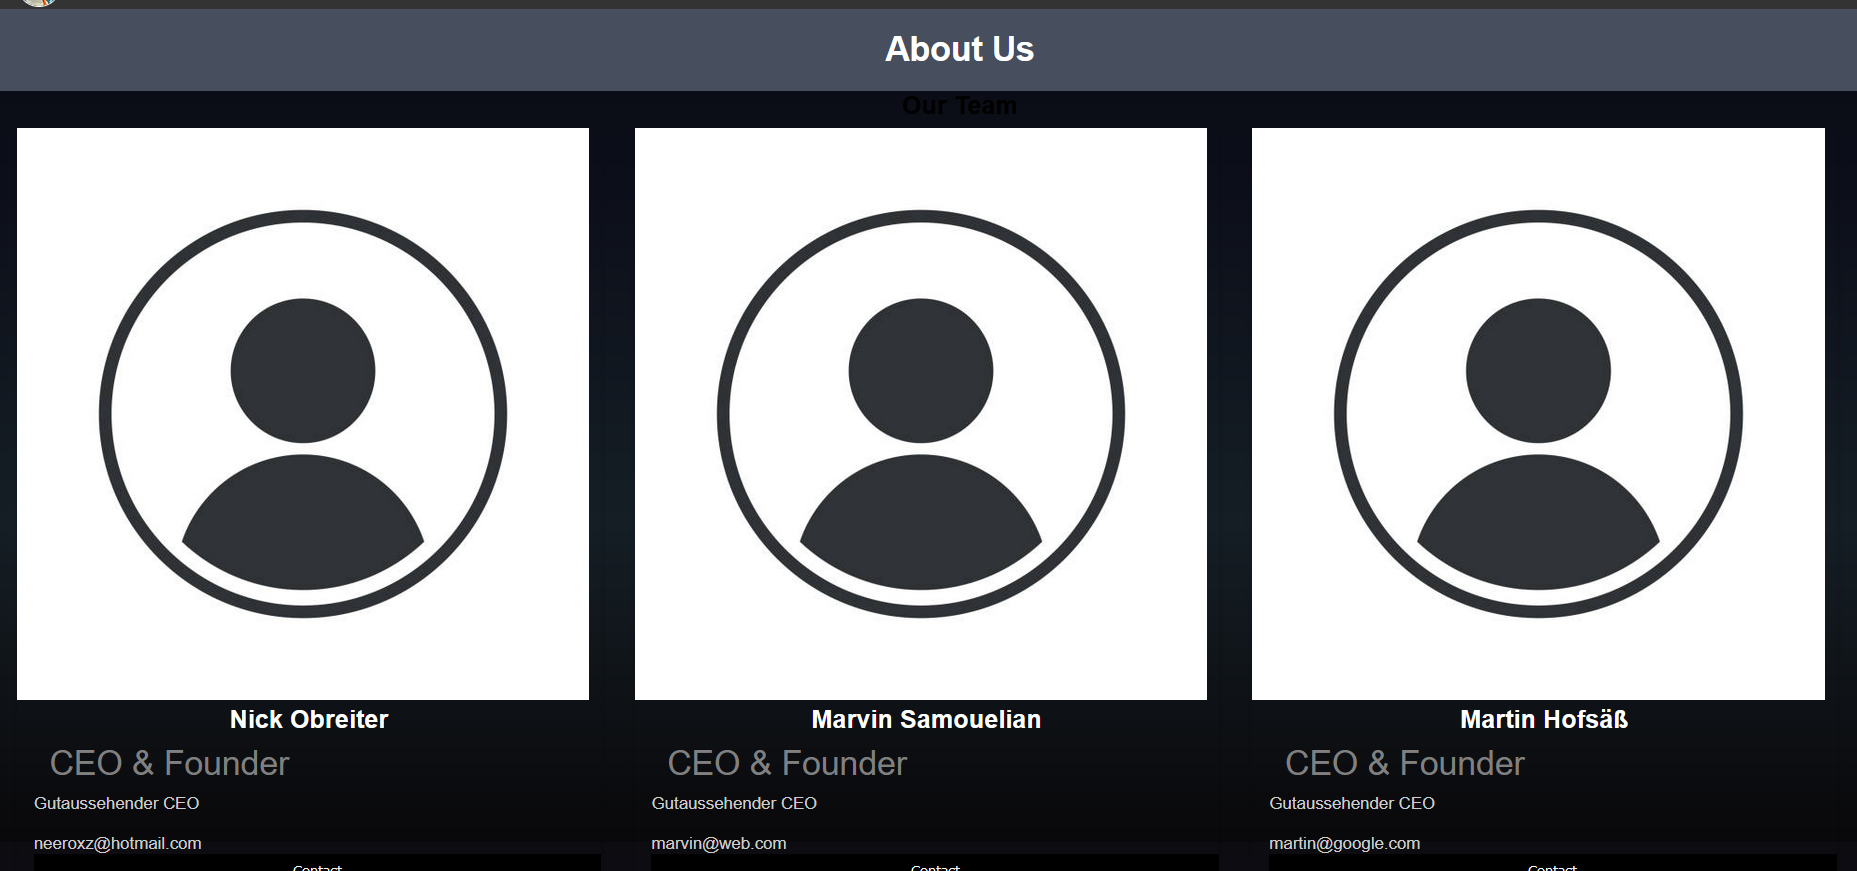 About Us
Our Team
Nick Obreiter
CEO & Founder
Gutaussehender CEO
neeroxz@hotmail.com
Contact
Marvin Samouelian
CEO & Founder
Gutaussehender CEO
marvin@web.com
Contact
Martin Hofsäß
CEO & Founder
Gutaussehender CEO
martin@google.com
Contact